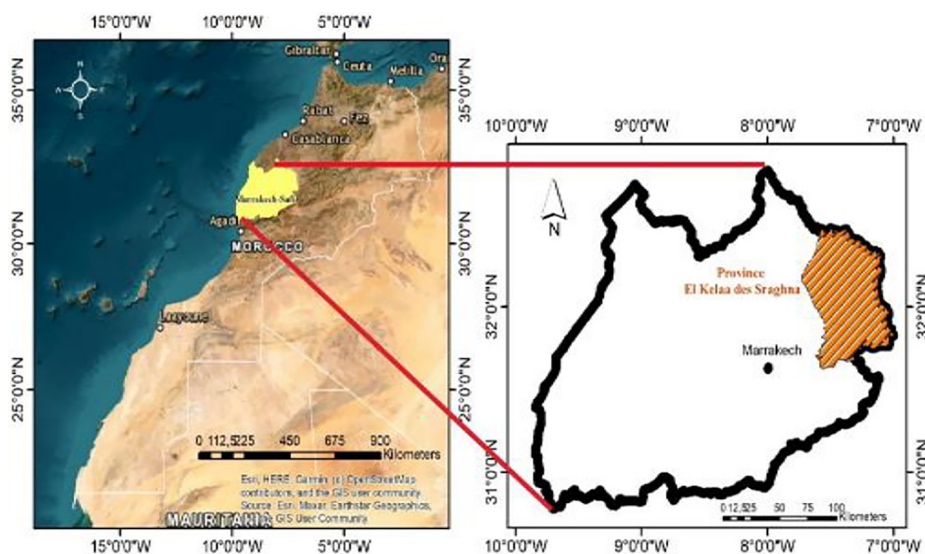 15°0'0"W 10°0'0"W 5°0'0"W
35°0'0"N
30°0'0"N
25°0'0"N
N
W E
S
Gibraltar
Ceuta
Melilla
Ora
Rabat
Fez
Casablanca
Marrakech-Safi
Agadi
MOROCCO
Laayoune
0 112,5225 450 675 900
Kilometers
Esri, HERE, Garmin, (c) OpenStreetMap
contributors, and the GIS user community
Source: Esri, Maxar, Earthstar Geographics,
GIS User Community
MAURITANIA
35°0'0"N
30°0'0"N
25°0'0"N
15°0'0"W 10°0'0"W 5°0'0"W
10°0'0"W 9°0'0"W 8°0'0"W 7°0'0"W
32°0'0"N
31°0'0"N
N
Province
El Kelaa des Sraghna
Marrakech
0 12,525 50 75 100
Kilometers
32°0'0"N
31°0'0"N
10°0'0"W 9°0'0"W 8°0'0"W 7°0'0"W